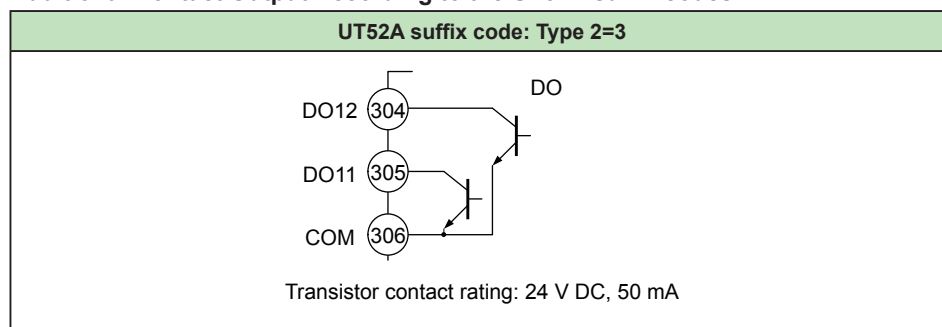 UT52A suffix code: Type 2=3
DO
DO12 304
DO11 305
COM 306
Transistor contact rating: 24 V DC, 50 mA